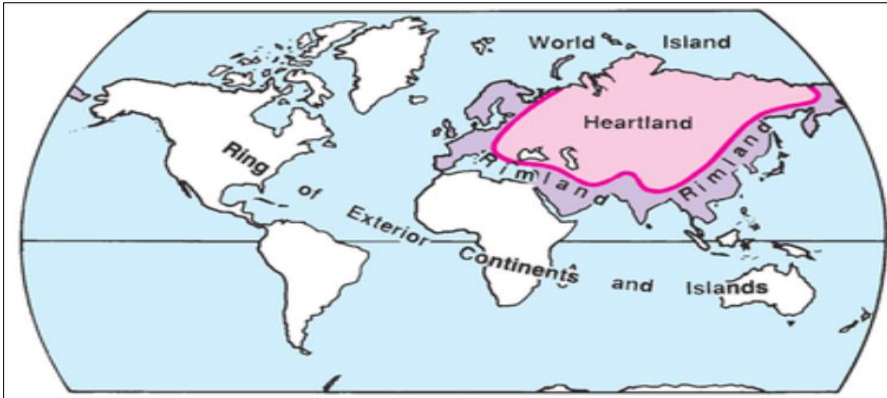 World Island
Heartland
Rimland
Rimland
Ring of Exterior Continents and Islands